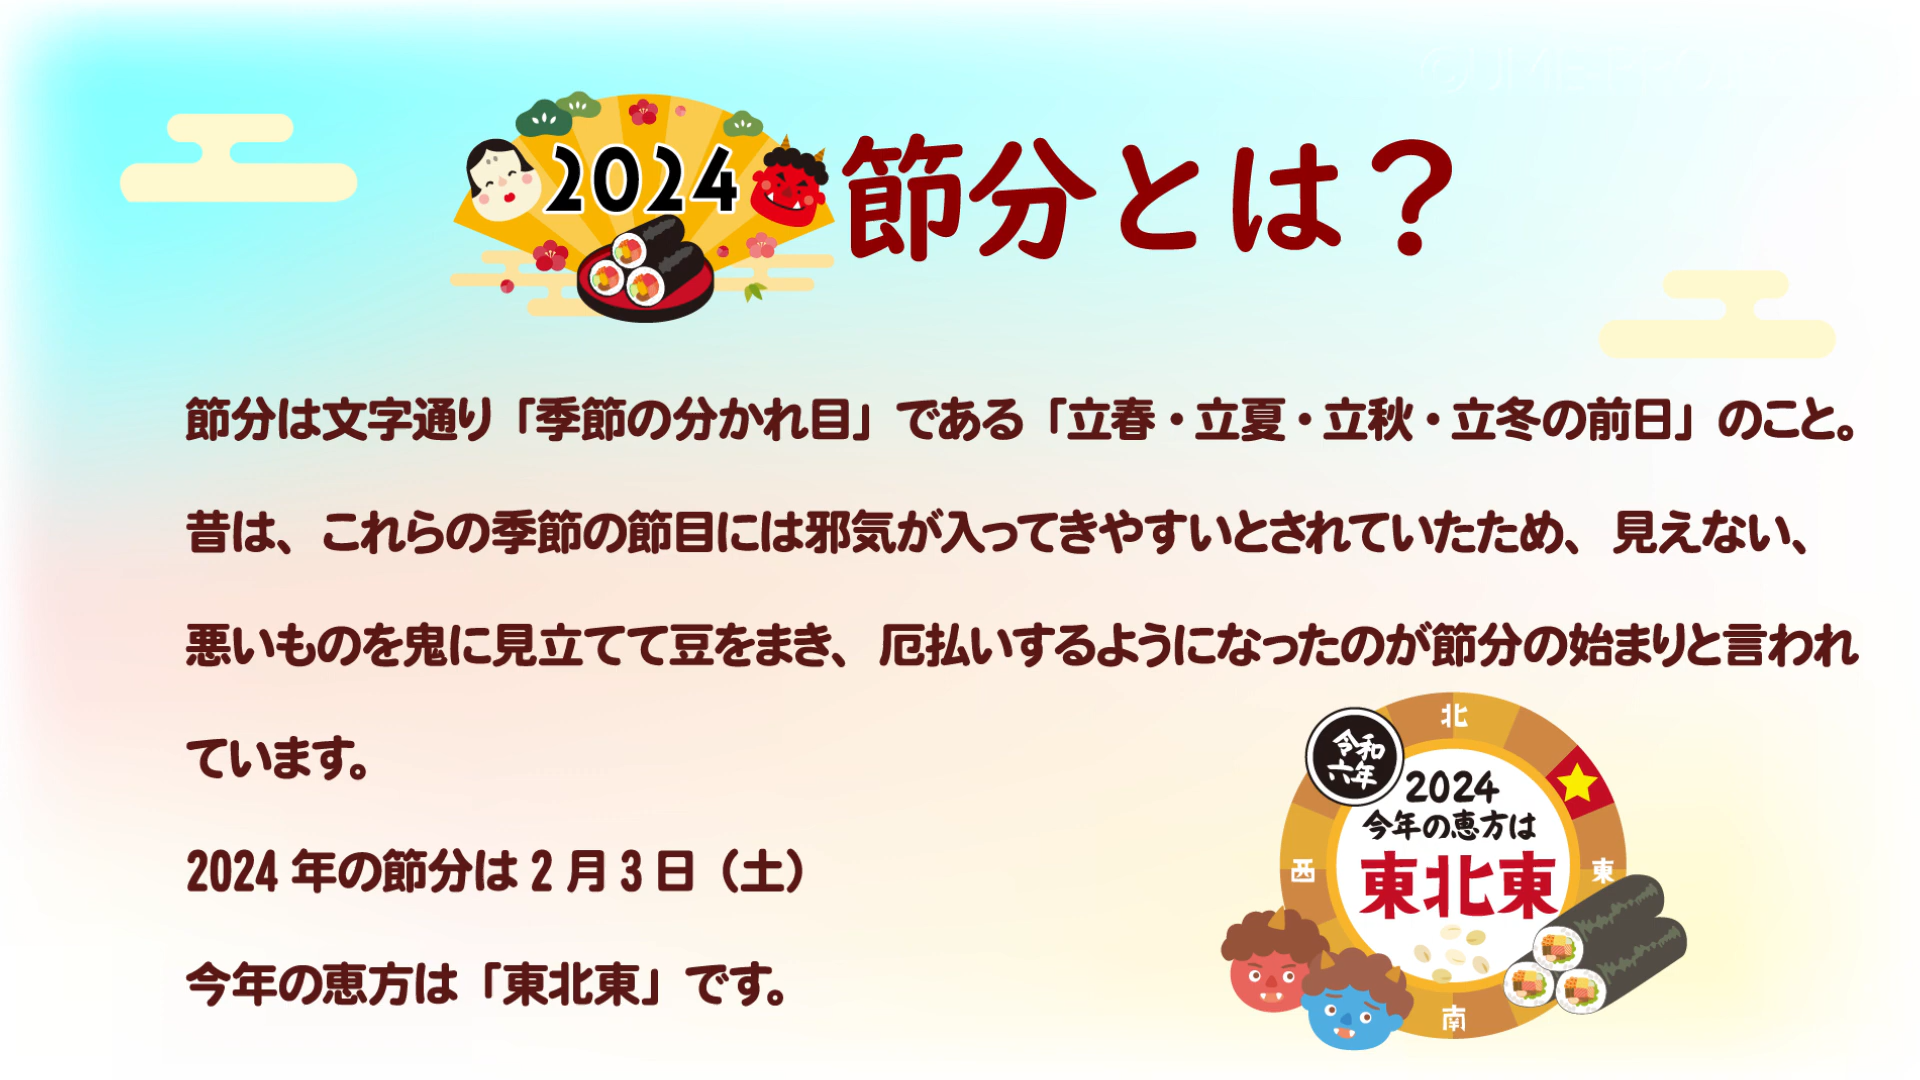 2024
節分とは？
節分は文字通り「季節の分かれ目」である「立春・立夏・立秋・立冬の前日」のこと。
昔は、これらの季節の節目には邪気が入ってきやすいとされていたため、見えない、
悪いものを鬼に見立てて豆をまき、厄払いするようになったのが節分の始まりと言われ
ています。
2024 年の節分は 2 月 3 日（土）
今年の恵方は「東北東」です。
北
令和
六年
2024
今年の恵方は
東北東
西
東
南